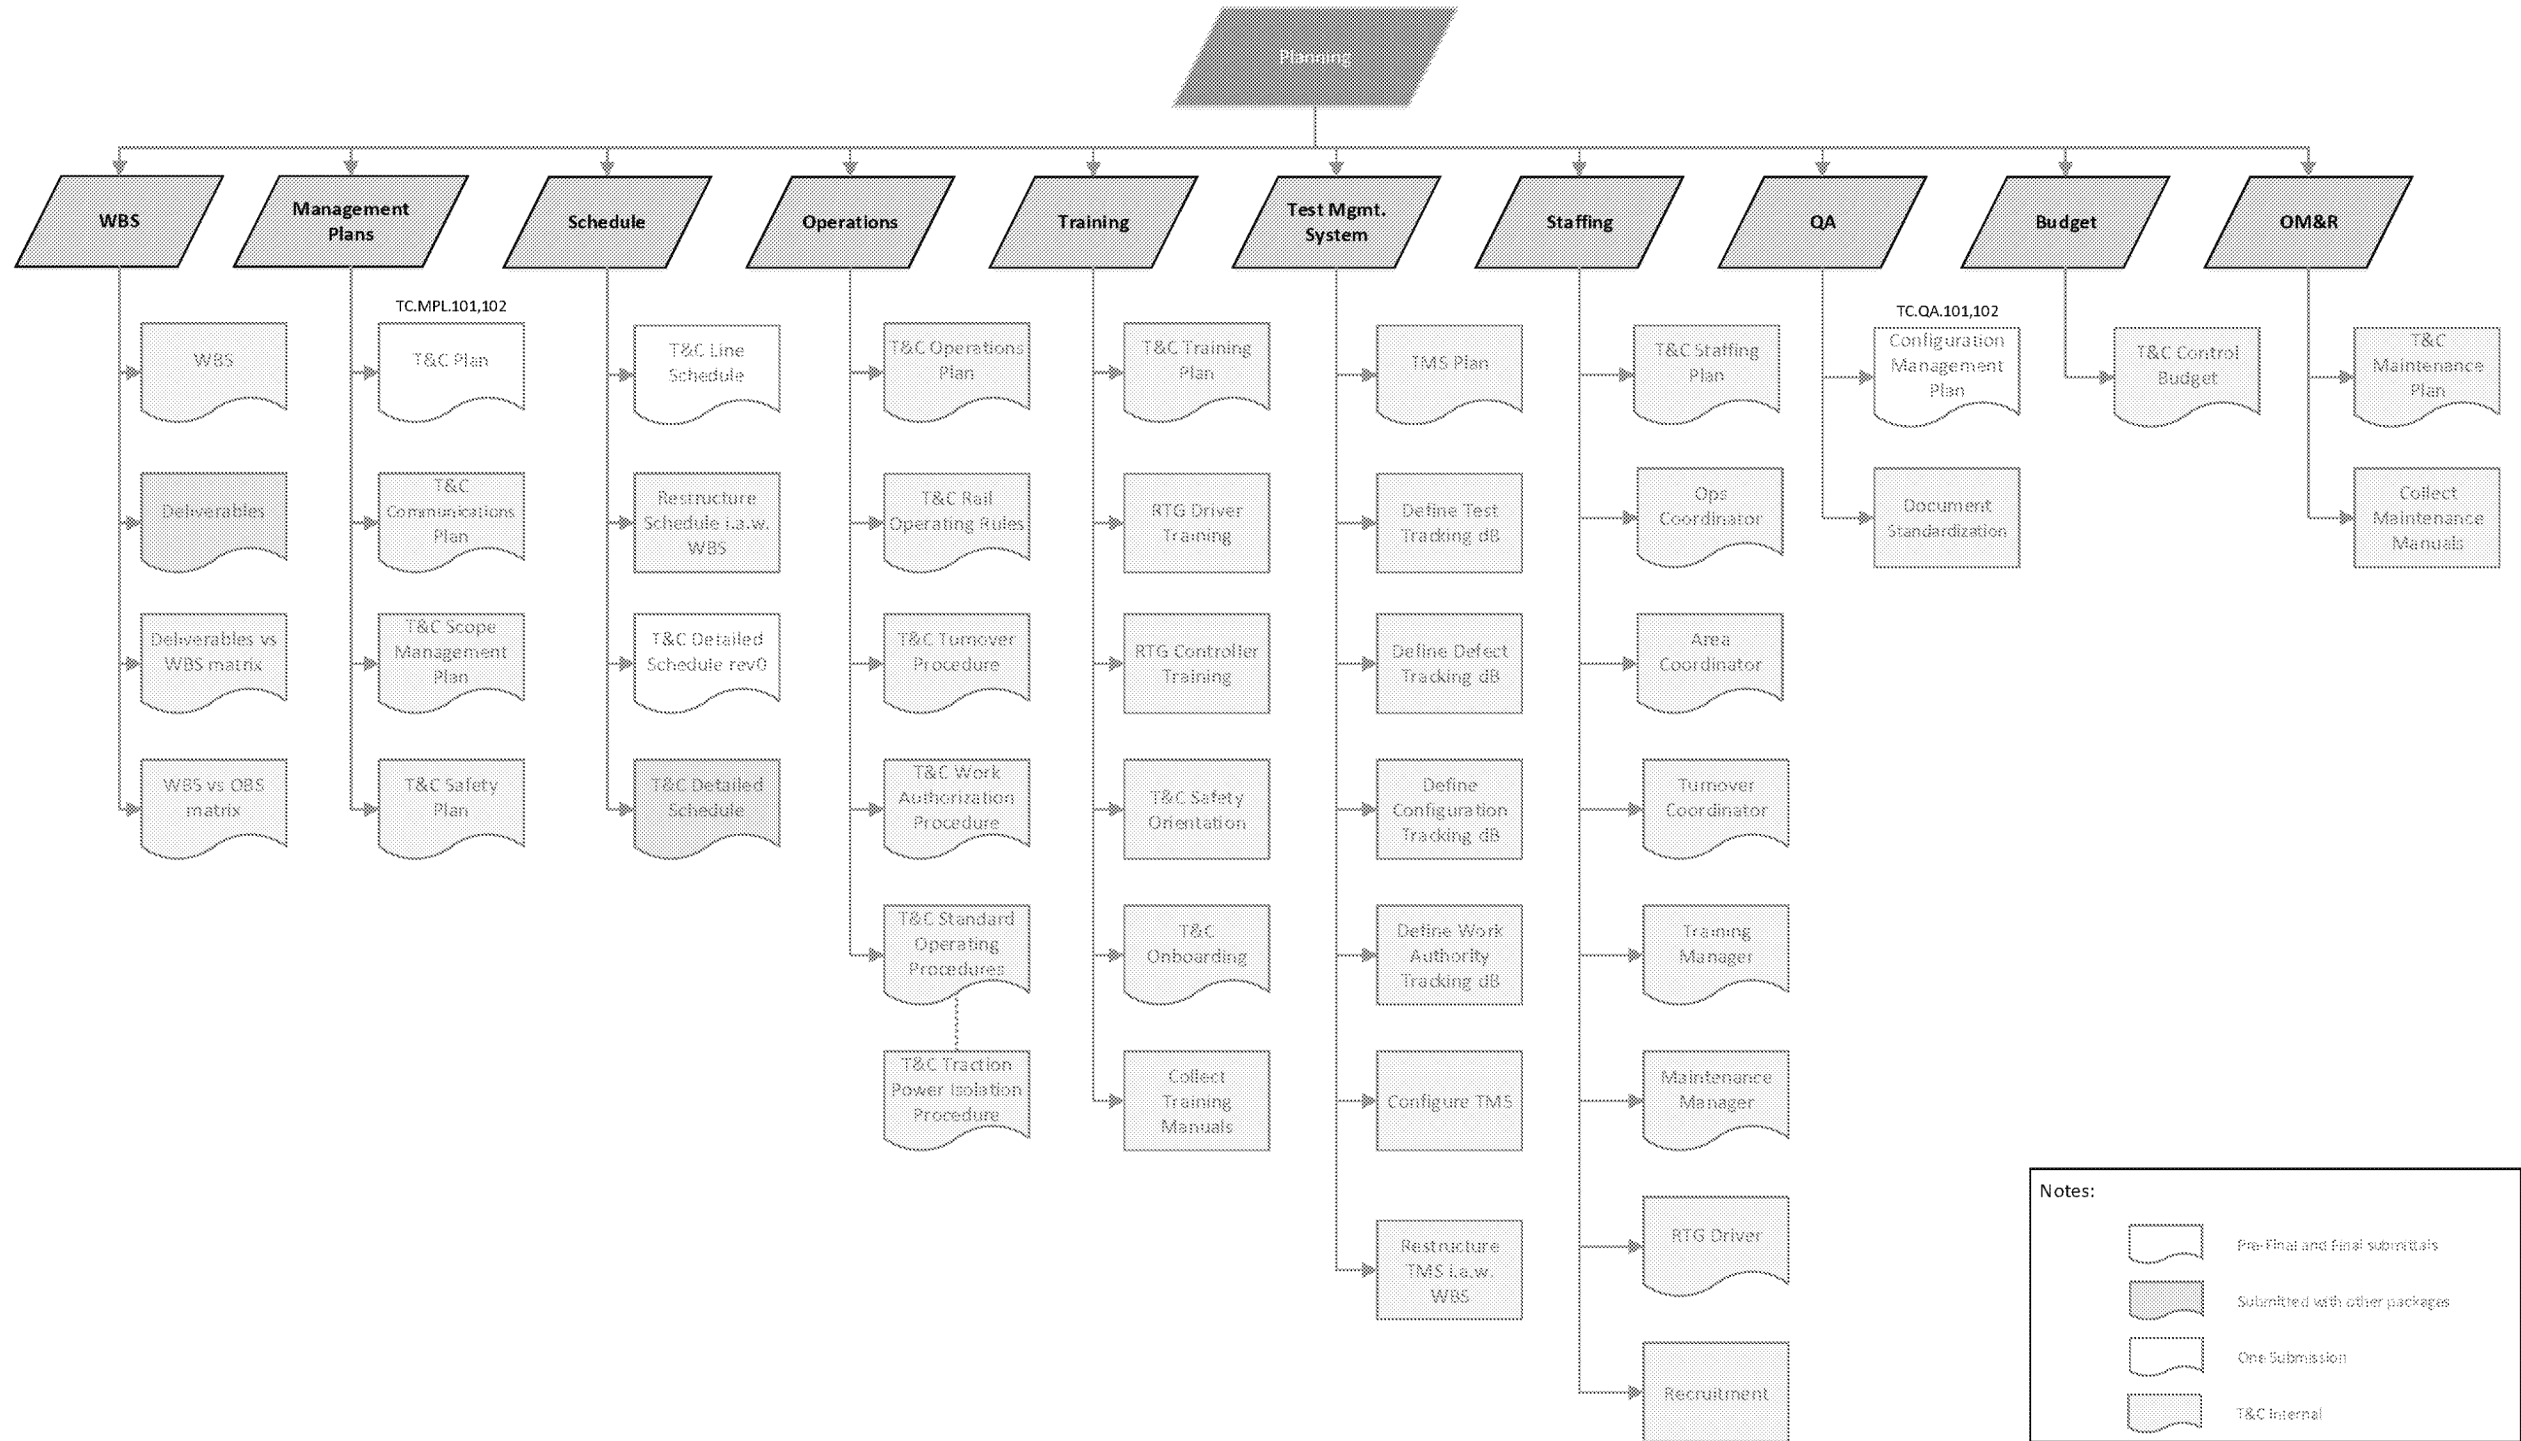 Planning
WBS
Management
Plans
Schedule
Operations
Training
Test Mgmt.
System
Staffing
QA
Budget
OM&R
WBS
Deliverables
Deliverables vs
WBS matrix
WBS vs OBS
matrix
TC.MPL.101,102
T&C Plan
T&C
Communications
Plan
T&C Scope
Management
Plan
T&C Safety
Plan
T&C Line
Schedule
Restructure
Schedule i.a.w.
WBS
T&C Detailed
Schedule rev0
T&C Detailed
Schedule
T&C Operations
Plan
T&C Rail
Operating Rules
T&C Turnover
Procedure
T&C Work
Authorization
Procedure
T&C Standard
Operating
Procedures
T&C Traction
Power Isolation
Procedure
T&C Training
Plan
RTG Driver
Training
RTG Controller
Training
T&C Safety
Orientation
T&C
Onboarding
Collect
Training
Manuals
TMS Plan
Define Test
Tracking dB
Define Defect
Tracking dB
Define
Configuration
Tracking dB
Define Work
Authority
Tracking dB
Configure TMS
Restructure
TMS i.a.w.
WBS
T&C Staffing
Plan
Ops
Coordinator
Area
Coordinator
Turnover
Coordinator
Training
Manager
Maintenance
Manager
RTG Driver
Recruitment
TC.QA.101,102
Configuration
Management
Plan
Document
Standardization
T&C Control
Budget
T&C
Maintenance
Plan
Collect
Maintenance
Manuals
Notes:
Pre-Final and Final submittals
Submitted with other packages
One Submission
T&C Internal